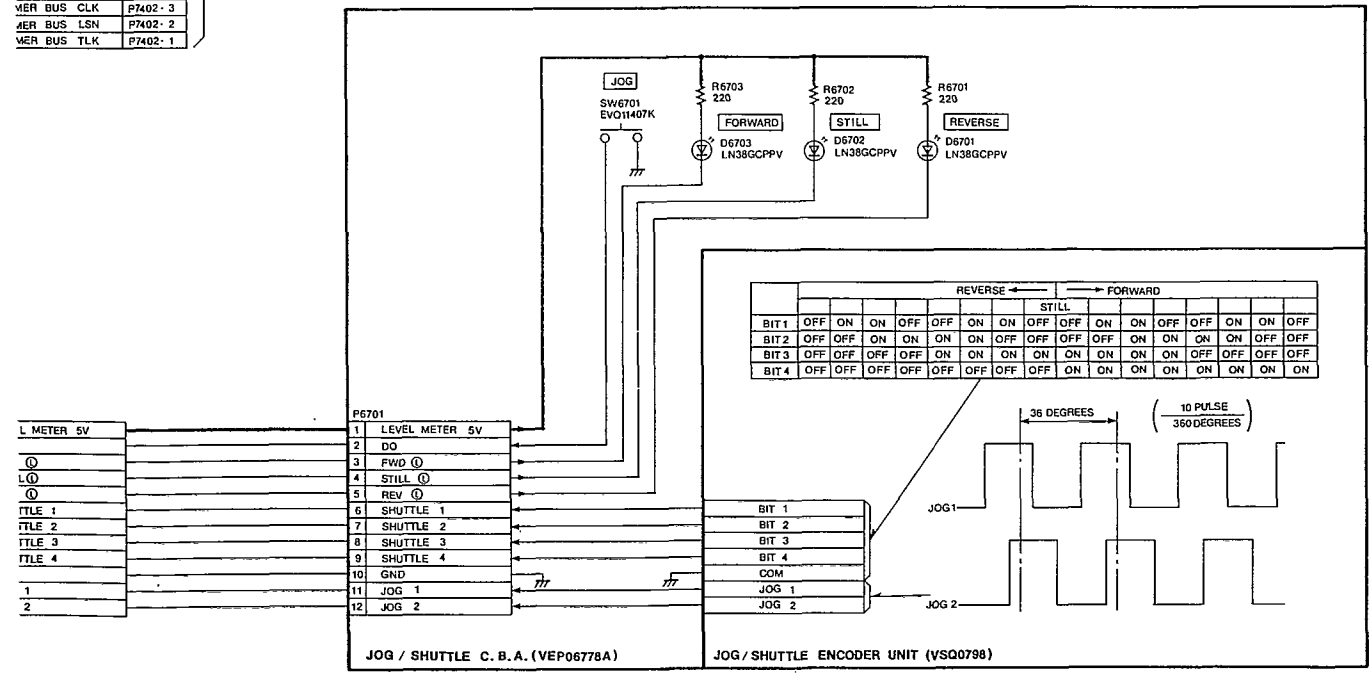 MER BUS CLK P7402-3
MER BUS LSN P7402-2
MER BUS TLK P7402-1
JOG
SW6701
EVQ11407K
R6703
220
FORWARD
D6703
LN38GCPPV
R6702
220
STILL
D6702
LN38GCPPV
R6701
220
REVERSE
D6701
LN38GCPPV
REVERSE FORWARD
STILL
BIT 1 OFF ON ON OFF OFF ON ON OFF OFF ON ON OFF OFF ON ON OFF
BIT 2 OFF OFF ON ON ON ON OFF OFF OFF OFF ON ON ON ON OFF OFF
BIT 3 OFF OFF OFF OFF ON ON ON ON ON ON ON ON OFF OFF OFF OFF
BIT 4 OFF OFF OFF OFF OFF OFF OFF OFF ON ON ON ON ON ON ON ON
36 DEGREES
10 PULSE
360 DEGREES
JOG1
JOG 2
L METER 5V
Ⓛ
LⓁ
Ⓛ
TTLE 1
TTLE 2
TTLE 3
TTLE 4
1
2
P6701
1 LEVEL METER 5V
2 DO
3 FWD Ⓛ
4 STILL Ⓛ
5 REV Ⓛ
6 SHUTTLE 1
7 SHUTTLE 2
8 SHUTTLE 3
9 SHUTTLE 4
10 GND
11 JOG 1
12 JOG 2
BIT 1
BIT 2
BIT 3
BIT 4
COM
JOG 1
JOG 2
JOG / SHUTTLE C.B.A. (VEP06778A)
JOG/SHUTTLE ENCODER UNIT (VSQ0798)